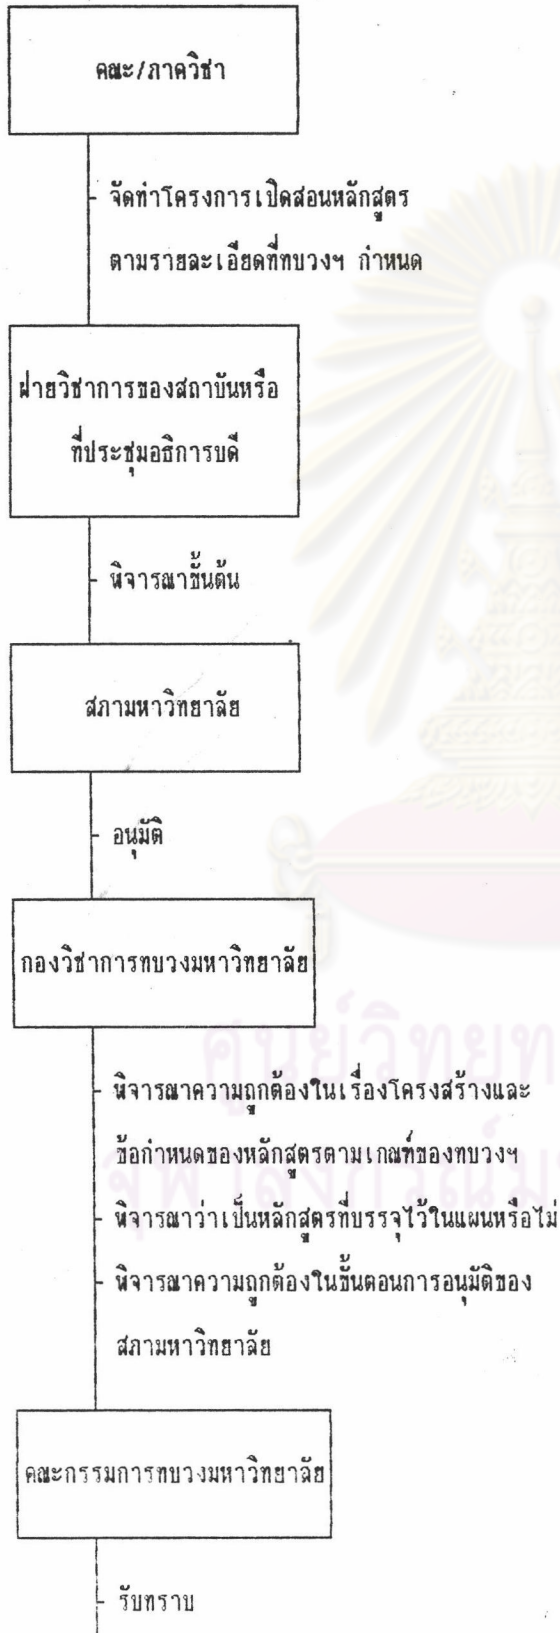 คณะ/ภาควิชา
- จัดทำโครงการเปิดสอนหลักสูตร
ตามรายละเอียดที่ทบวงฯ กำหนด
ฝ่ายวิชาการของสถาบันหรือ
ที่ประชุมอธิการบดี
- พิจารณาขั้นต้น
สภามหาวิทยาลัย
- อนุมัติ
กองวิชาการทบวงมหาวิทยาลัย
- พิจารณาความถูกต้องในเรื่องโครงสร้างและ
ข้อกำหนดของหลักสูตรตามเกณฑ์ของทบวงฯ
- พิจารณาว่าเป็นหลักสูตรที่บรรจุไว้ในแผนหรือไม่
- พิจารณาความถูกต้องในขั้นตอนการอนุมัติของ
สภามหาวิทยาลัย
คณะกรรมการทบวงมหาวิทยาลัย
- รับทราบ